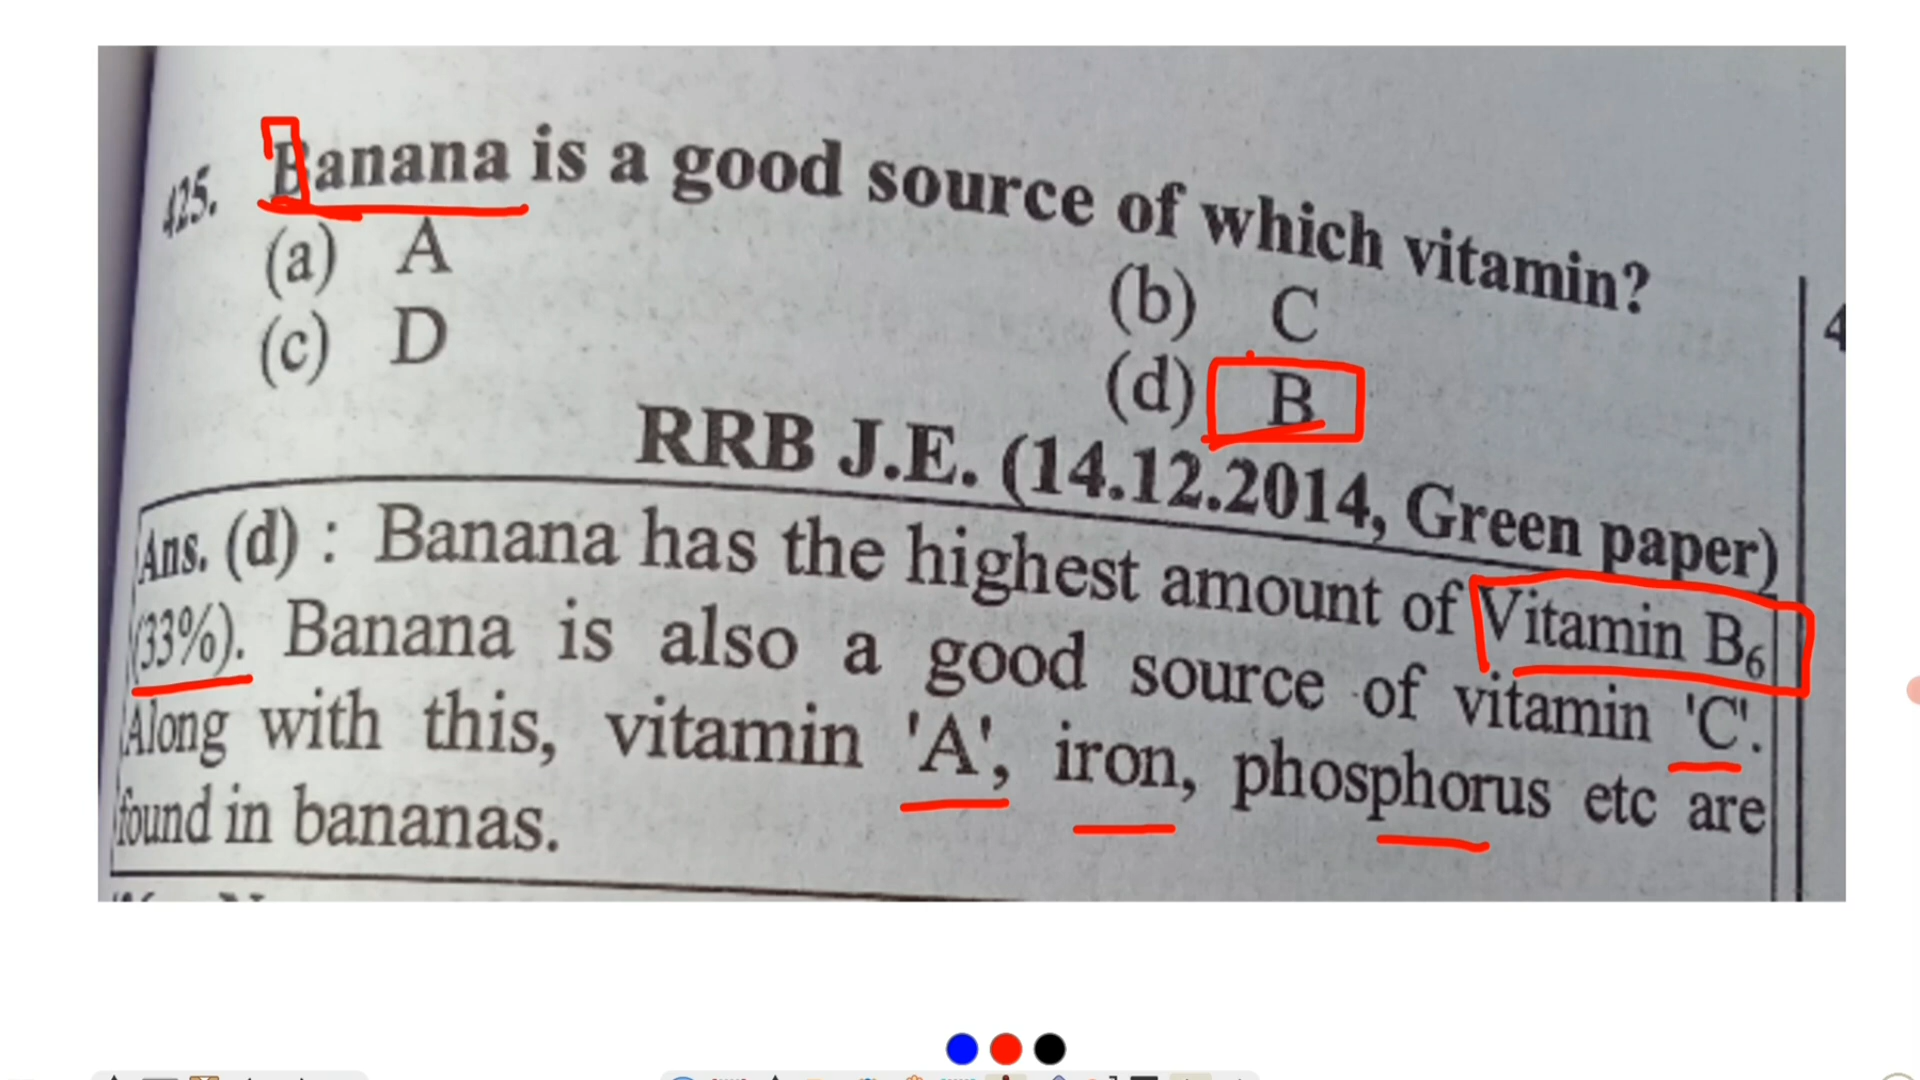 425. Banana is a good source of which vitamin?
(a) A
(b) C
(c) D
(d) B
RRB J.E. (14.12.2014, Green paper)
Ans. (d) : Banana has the highest amount of Vitamin B₆
(33%). Banana is also a good source of vitamin 'C'.
Along with this, vitamin 'A', iron, phosphorus etc are
found in bananas.
4